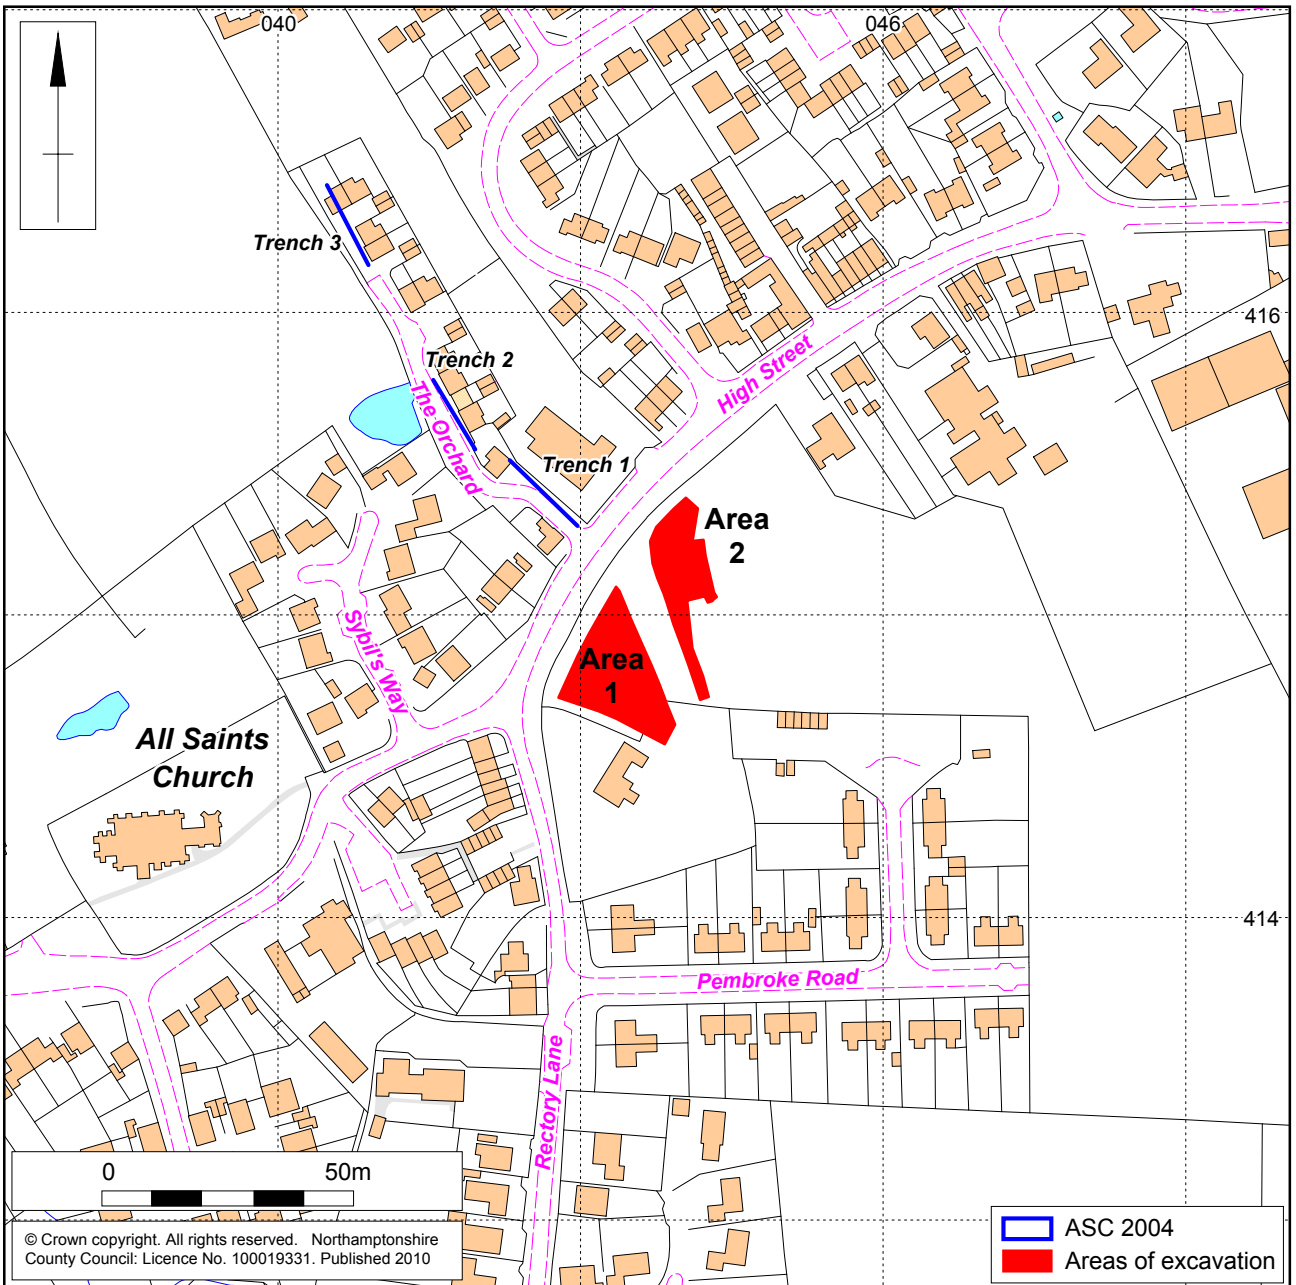 040
046
Trench 3
416
Trench 2
High Street
The Orchard
Trench 1
Area
2
Sybil's Way
Area
1
All Saints
Church
414
Pembroke Road
Rectory Lane
0 50m
© Crown copyright. All rights reserved. Northamptonshire
County Council: Licence No. 100019331. Published 2010
ASC 2004
Areas of excavation